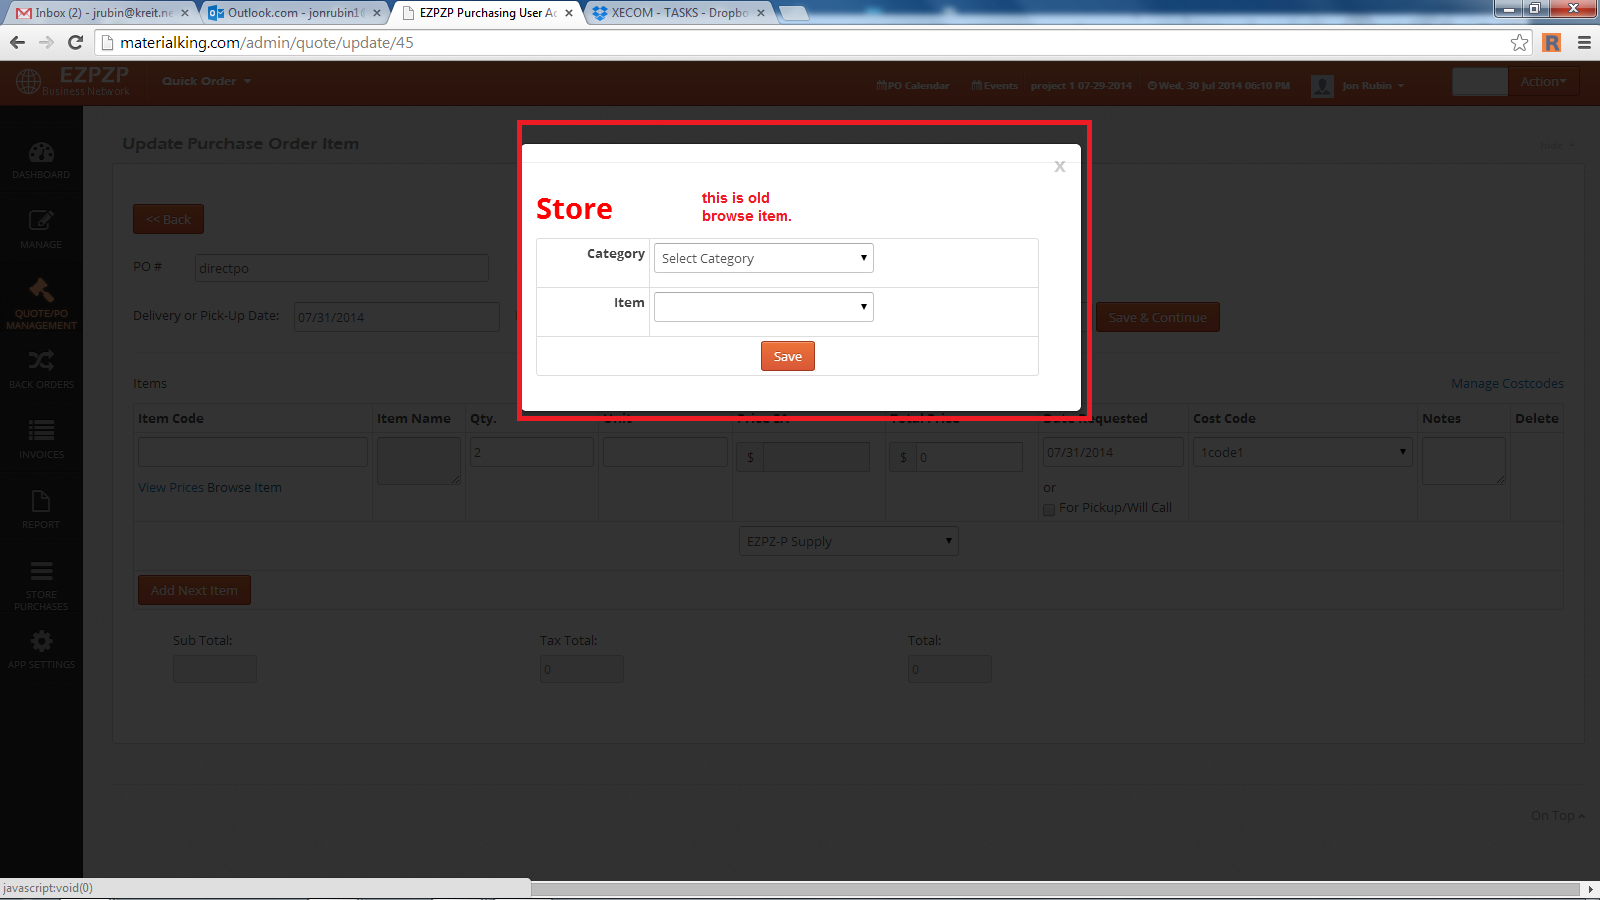 Inbox (2) - jrubin@kreit.ne
Outlook.com - jonrubin1@
EZPZP Purchasing User Ac
XECOM - TASKS - Dropbo
materialking.com/admin/quote/update/45
EZPZP
Business Network
Quick Order
PO Calendar
Events
project 1 07-29-2014
Wed, 30 Jul 2014 06:10 PM
Jon Rubin
Action
Update Purchase Order Item
DASHBOARD
MANAGE
QUOTE/PO
MANAGEMENT
BACK ORDERS
INVOICES
REPORT
STORE
PURCHASES
APP SETTINGS
<< Back
PO #
directpo
Delivery or Pick-Up Date:
07/31/2014
Save & Continue
x
Store
this is old
browse item.
Category
Select Category
Item
Save
Items
Manage Costcodes
Item Code
Item Name
Qty.
Unit
Price EA
Total Price
Date Requested
Cost Code
Notes
Delete
2
$
$
0
07/31/2014
1code1
View Prices Browse Item
or
For Pickup/Will Call
EZPZ-P Supply
Add Next Item
Sub Total:
Tax Total:
Total:
0
0
On Top
javascript:void(0)